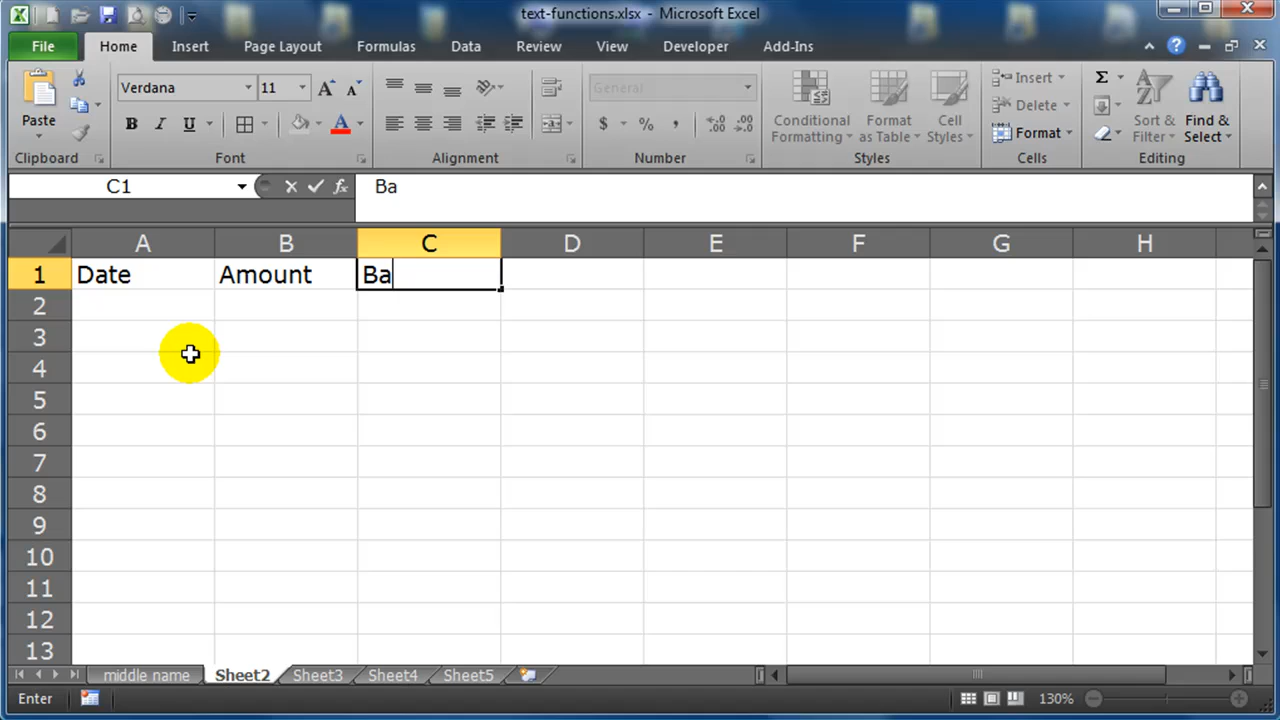 text-functions.xlsx - Microsoft Excel
File Home Insert Page Layout Formulas Data Review View Developer Add-Ins
Paste
Verdana 11
General
Conditional Formatting
Format as Table
Cell Styles
Insert
Delete
Format
Sort & Filter
Find & Select
Clipboard Font Alignment Number Styles Cells Editing
C1 fx Ba
A B C D E F G H
1 Date Amount Ba
2
3
4
5
6
7
8
9
10
11
12
13
middle name Sheet2 Sheet3 Sheet4 Sheet5
Enter 130%